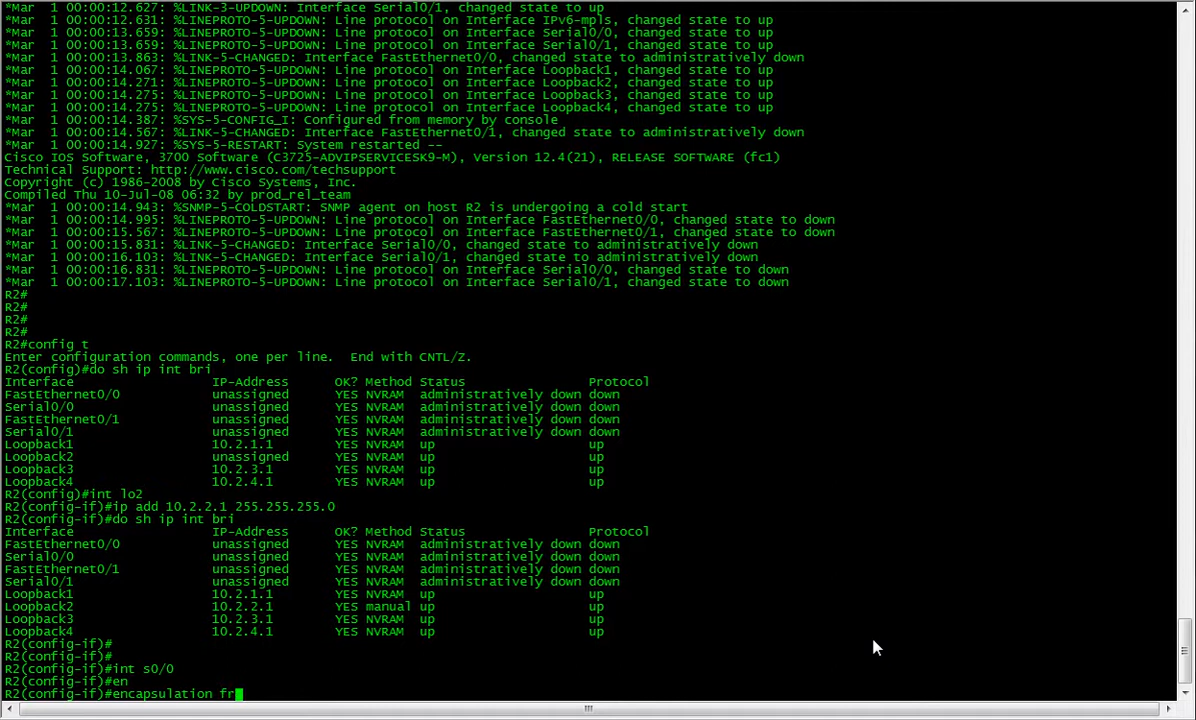 *Mar  1 00:00:12.627: %LINK-3-UPDOWN: Interface Serial0/1, changed state to up
*Mar  1 00:00:12.631: %LINEPROTO-5-UPDOWN: Line protocol on Interface IPv6-mpls, changed state to up
*Mar  1 00:00:13.659: %LINEPROTO-5-UPDOWN: Line protocol on Interface Serial0/0, changed state to up
*Mar  1 00:00:13.659: %LINEPROTO-5-UPDOWN: Line protocol on Interface Serial0/1, changed state to up
*Mar  1 00:00:13.863: %LINK-5-CHANGED: Interface FastEthernet0/0, changed state to administratively down
*Mar  1 00:00:14.067: %LINEPROTO-5-UPDOWN: Line protocol on Interface Loopback1, changed state to up
*Mar  1 00:00:14.271: %LINEPROTO-5-UPDOWN: Line protocol on Interface Loopback2, changed state to up
*Mar  1 00:00:14.275: %LINEPROTO-5-UPDOWN: Line protocol on Interface Loopback3, changed state to up
*Mar  1 00:00:14.275: %LINEPROTO-5-UPDOWN: Line protocol on Interface Loopback4, changed state to up
*Mar  1 00:00:14.387: %SYS-5-CONFIG_I: Configured from memory by console
*Mar  1 00:00:14.567: %LINK-5-CHANGED: Interface FastEthernet0/1, changed state to administratively down
*Mar  1 00:00:14.927: %SYS-5-RESTART: System restarted --
Cisco IOS Software, 3700 Software (C3725-ADVIPSERVICESK9-M), Version 12.4(21), RELEASE SOFTWARE (fc1)
Technical Support: http://www.cisco.com/techsupport
Copyright (c) 1986-2008 by Cisco Systems, Inc.
Compiled Thu 10-Jul-08 06:32 by prod_rel_team
*Mar  1 00:00:14.943: %SNMP-5-COLDSTART: SNMP agent on host R2 is undergoing a cold start
*Mar  1 00:00:14.995: %LINEPROTO-5-UPDOWN: Line protocol on Interface FastEthernet0/0, changed state to down
*Mar  1 00:00:15.567: %LINEPROTO-5-UPDOWN: Line protocol on Interface FastEthernet0/1, changed state to down
*Mar  1 00:00:15.831: %LINK-5-CHANGED: Interface Serial0/0, changed state to administratively down
*Mar  1 00:00:16.103: %LINK-5-CHANGED: Interface Serial0/1, changed state to administratively down
*Mar  1 00:00:16.831: %LINEPROTO-5-UPDOWN: Line protocol on Interface Serial0/0, changed state to down
*Mar  1 00:00:17.103: %LINEPROTO-5-UPDOWN: Line protocol on Interface Serial0/1, changed state to down
R2#
R2#
R2#
R2#
R2#config t
Enter configuration commands, one per line.  End with CNTL/Z.
R2(config)#do sh ip int bri
Interface                  IP-Address      OK? Method Status                Protocol
FastEthernet0/0            unassigned      YES NVRAM  administratively down down
Serial0/0                  unassigned      YES NVRAM  administratively down down
FastEthernet0/1            unassigned      YES NVRAM  administratively down down
Serial0/1                  unassigned      YES NVRAM  administratively down down
Loopback1                  10.2.1.1        YES NVRAM  up                    up
Loopback2                  unassigned      YES NVRAM  up                    up
Loopback3                  10.2.3.1        YES NVRAM  up                    up
Loopback4                  10.2.4.1        YES NVRAM  up                    up
R2(config)#int lo2
R2(config-if)#ip add 10.2.2.1 255.255.255.0
R2(config-if)#do sh ip int bri
Interface                  IP-Address      OK? Method Status                Protocol
FastEthernet0/0            unassigned      YES NVRAM  administratively down down
Serial0/0                  unassigned      YES NVRAM  administratively down down
FastEthernet0/1            unassigned      YES NVRAM  administratively down down
Serial0/1                  unassigned      YES NVRAM  administratively down down
Loopback1                  10.2.1.1        YES NVRAM  up                    up
Loopback2                  10.2.2.1        YES manual up                    up
Loopback3                  10.2.3.1        YES NVRAM  up                    up
Loopback4                  10.2.4.1        YES NVRAM  up                    up
R2(config-if)#
R2(config-if)#
R2(config-if)#int s0/0
R2(config-if)#en
R2(config-if)#encapsulation fr